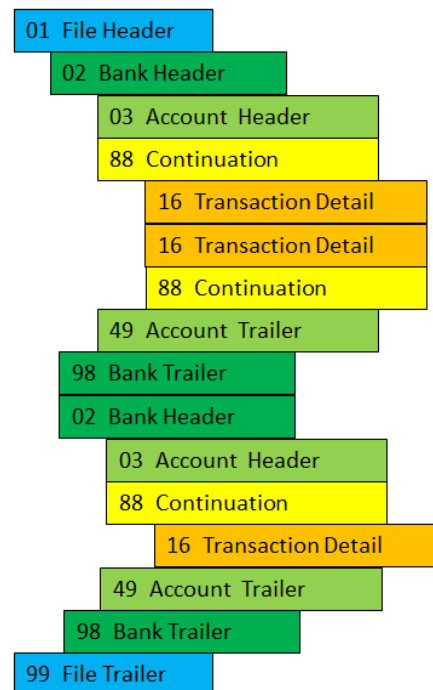 01 File Header
02 Bank Header
03 Account Header
88 Continuation
16 Transaction Detail
16 Transaction Detail
88 Continuation
49 Account Trailer
98 Bank Trailer
02 Bank Header
03 Account Header
88 Continuation
16 Transaction Detail
49 Account Trailer
98 Bank Trailer
99 File Trailer